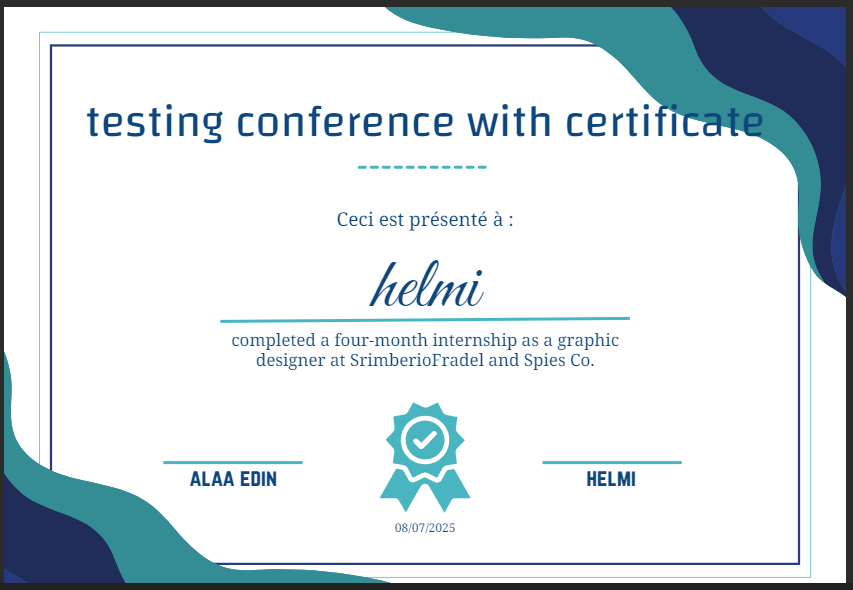 testing conference with certificate
Ceci est présenté à :
helmi
completed a four-month internship as a graphic
designer at SrimberioFradel and Spies Co.
ALAA EDIN
HELMI
08/07/2025